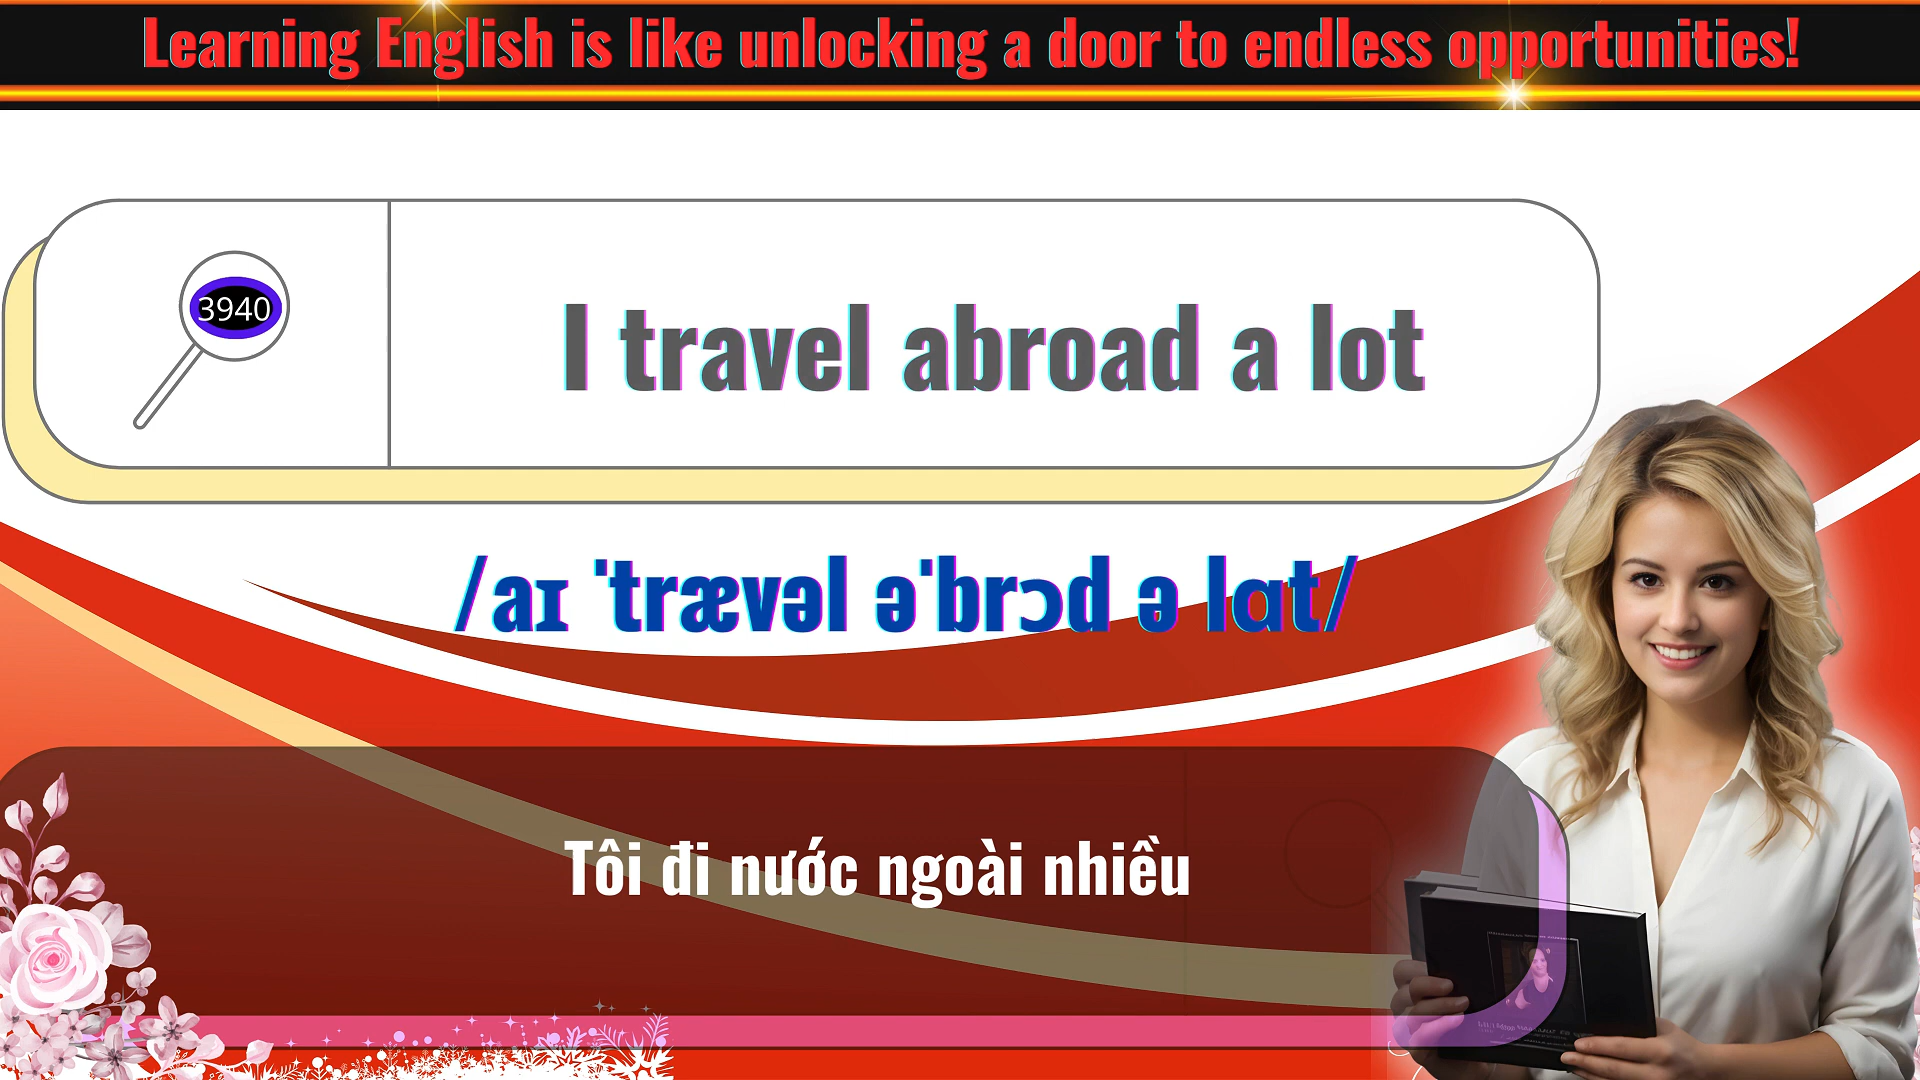 Learning English is like unlocking a door to endless opportunities!
3940
I travel abroad a lot
/aɪ ˈtrævəl əˈbrɔd ə lɑt/
Tôi đi nước ngoài nhiều